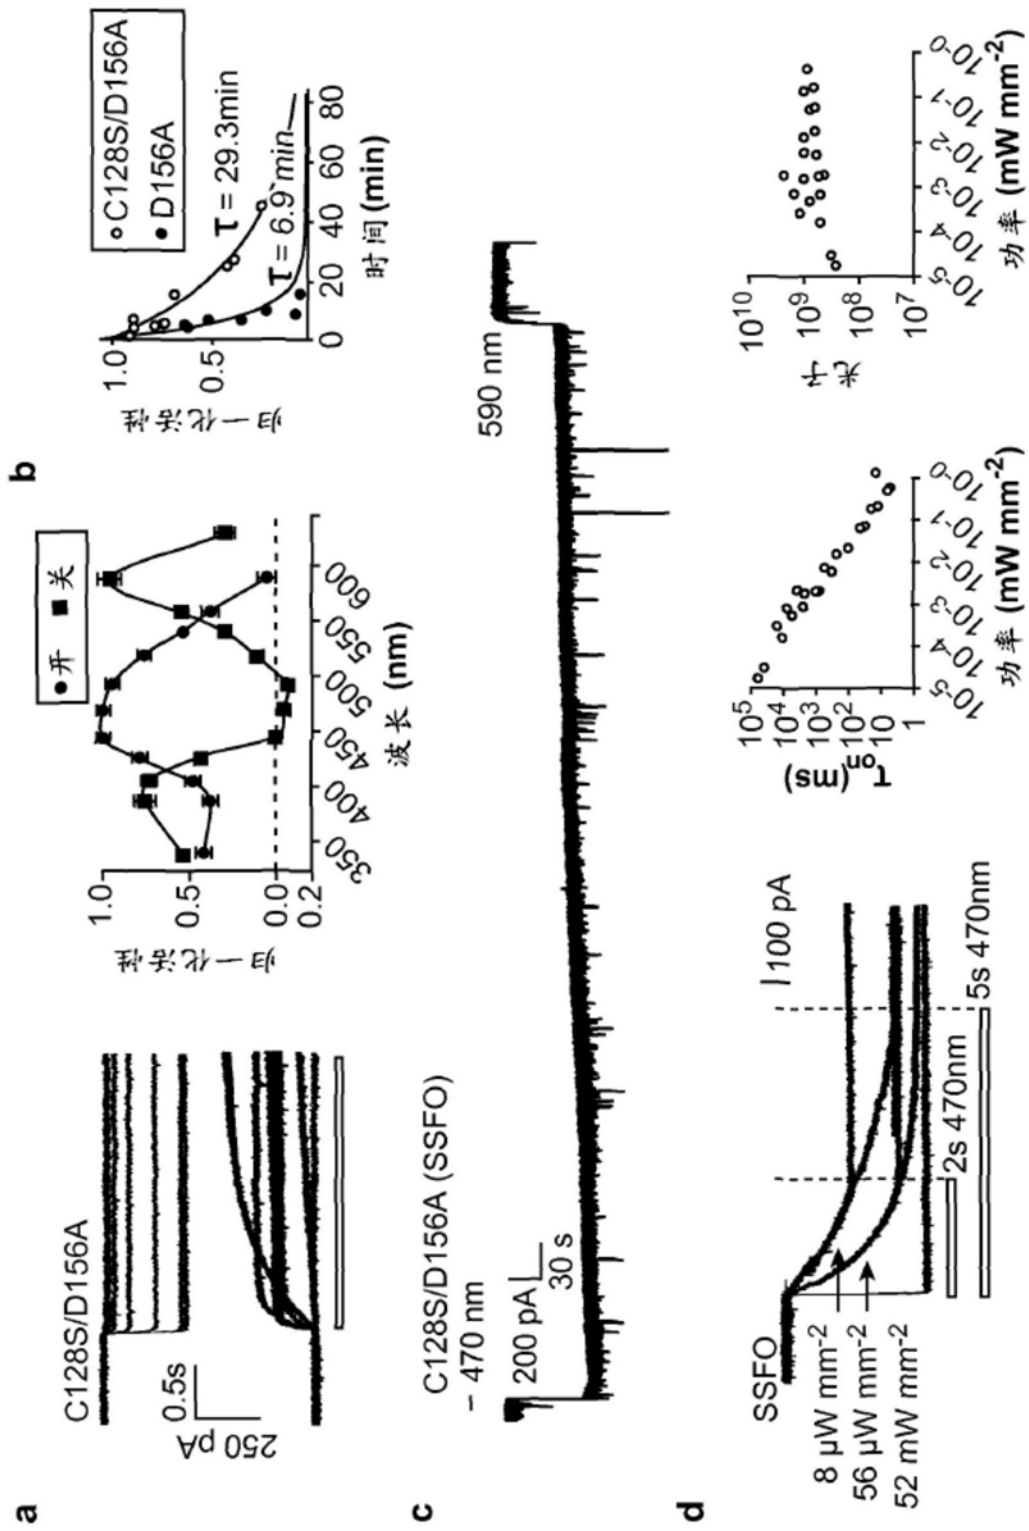 a
C128S/D156A
0.5s
250 pA
归一化活性
1.0
0.5
0.0
0.2
350
400
450
500
550
600
波长 (nm)
开
关
b
归一化活性
1.0
0.5
0
20
40
60
80
时间 (min)
C128S/D156A
D156A
τ = 29.3min
τ = 6.9 min
c
C128S/D156A (SSFO)
470 nm
200 pA
30 s
590 nm
d
SSFO
8 µW mm-2
56 µW mm-2
52 mW mm-2
100 pA
2s 470nm
5s 470nm
τon(ms)
10⁵
10⁴
10³
10²
10
1
10-5
10-4
10-3
10-2
10-1
10-0
功率 (mW mm-2)
光子
10¹⁰
10⁹
10⁸
10⁷
10-5
10-4
10-3
10-2
10-1
10-0
功率 (mW mm-2)